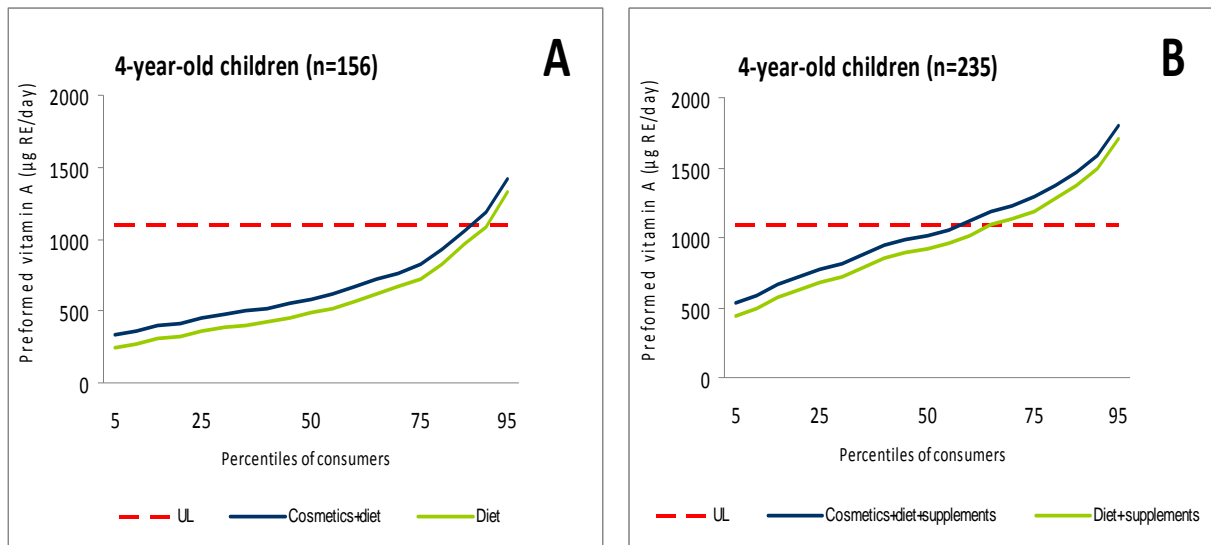 A
4-year-old children (n=156)
Preformed vitamin A (µg RE/day)
2000
1500
1000
500
0
5 25 50 75 95
Percentiles of consumers
UL Cosmetics+diet Diet
B
4-year-old children (n=235)
Preformed vitamin A (µg RE/day)
2000
1500
1000
500
0
5 25 50 75 95
Percentiles of consumers
UL Cosmetics+diet+supplements Diet+supplements